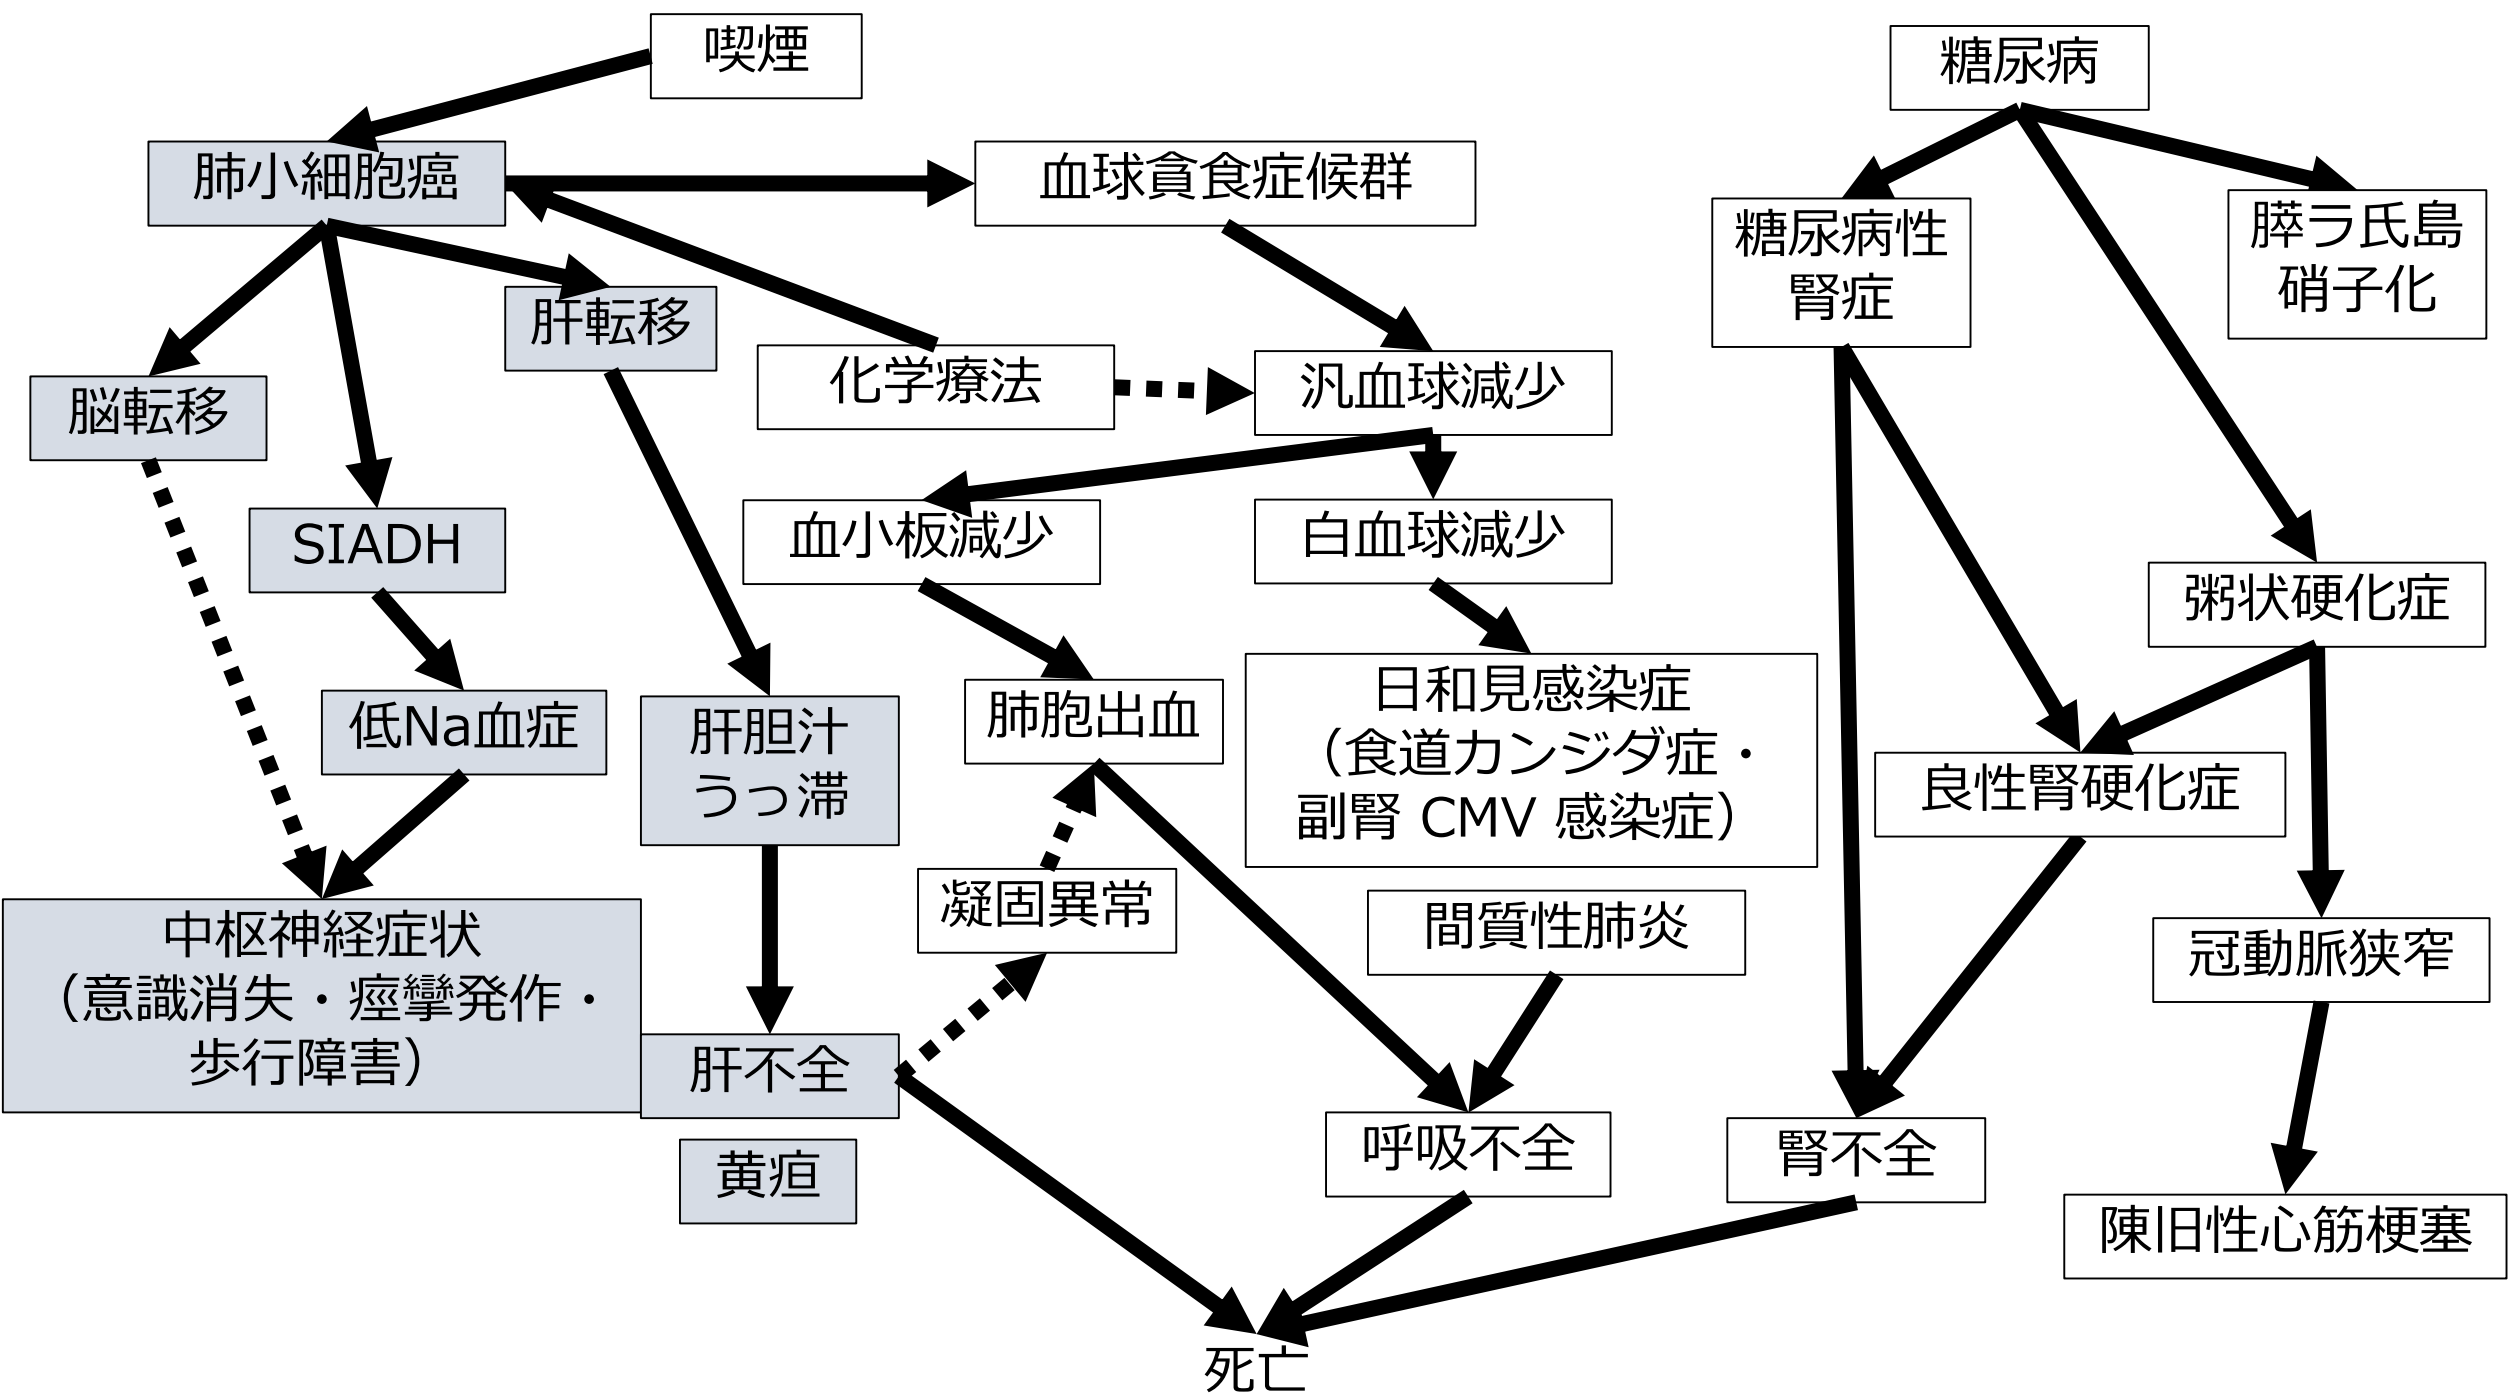 喫煙
糖尿病
肺小細胞癌
血球貪食症候群
糖尿病性
腎症
膵ラ氏島
硝子化
肝転移
化学療法
汎血球減少
脳転移
SIADH
血小板減少
白血球減少
粥状硬化症
低Na血症
肝胆汁
うっ滞
肺胞出血
日和見感染症
（食道カンジダ症・
副腎 CMV 感染症）
良性腎硬化症
凝固異常
間質性肺炎
冠動脈狭窄
中枢神経症状
（意識消失・痙攣発作・
歩行障害）
肝不全
呼吸不全
腎不全
黄疸
陳旧性心筋梗塞
死亡